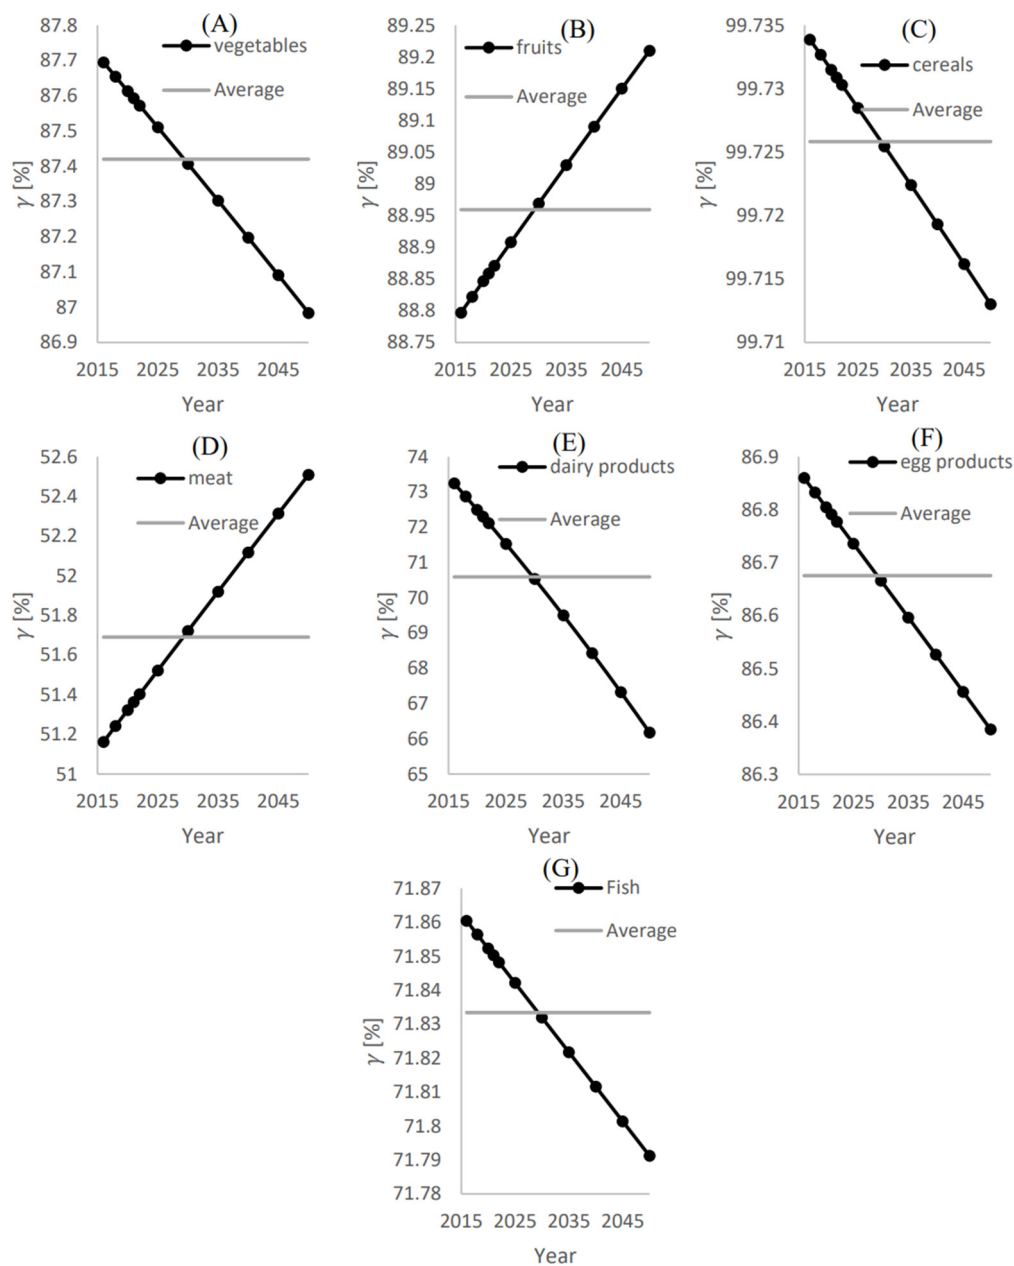 (A)
87.8
87.7
87.6
87.5
87.4
87.3
87.2
87.1
87
86.9
γ [%]
vegetables
Average
2015 2025 2035 2045
Year
(B)
89.25
89.2
89.15
89.1
89.05
89
88.95
88.9
88.85
88.8
88.75
γ [%]
fruits
Average
2015 2025 2035 2045
Year
(C)
99.735
99.73
99.725
99.72
99.715
99.71
γ [%]
cereals
Average
2015 2025 2035 2045
Year
(D)
52.6
52.4
52.2
52
51.8
51.6
51.4
51.2
51
γ [%]
meat
Average
2015 2025 2035 2045
Year
(E)
74
73
72
71
70
69
68
67
66
65
γ [%]
dairy products
Average
2015 2025 2035 2045
Year
(F)
86.9
86.8
86.7
86.6
86.5
86.4
86.3
γ [%]
egg products
Average
2015 2025 2035 2045
Year
(G)
71.87
71.86
71.85
71.84
71.83
71.82
71.81
71.8
71.79
71.78
γ [%]
Fish
Average
2015 2025 2035 2045
Year